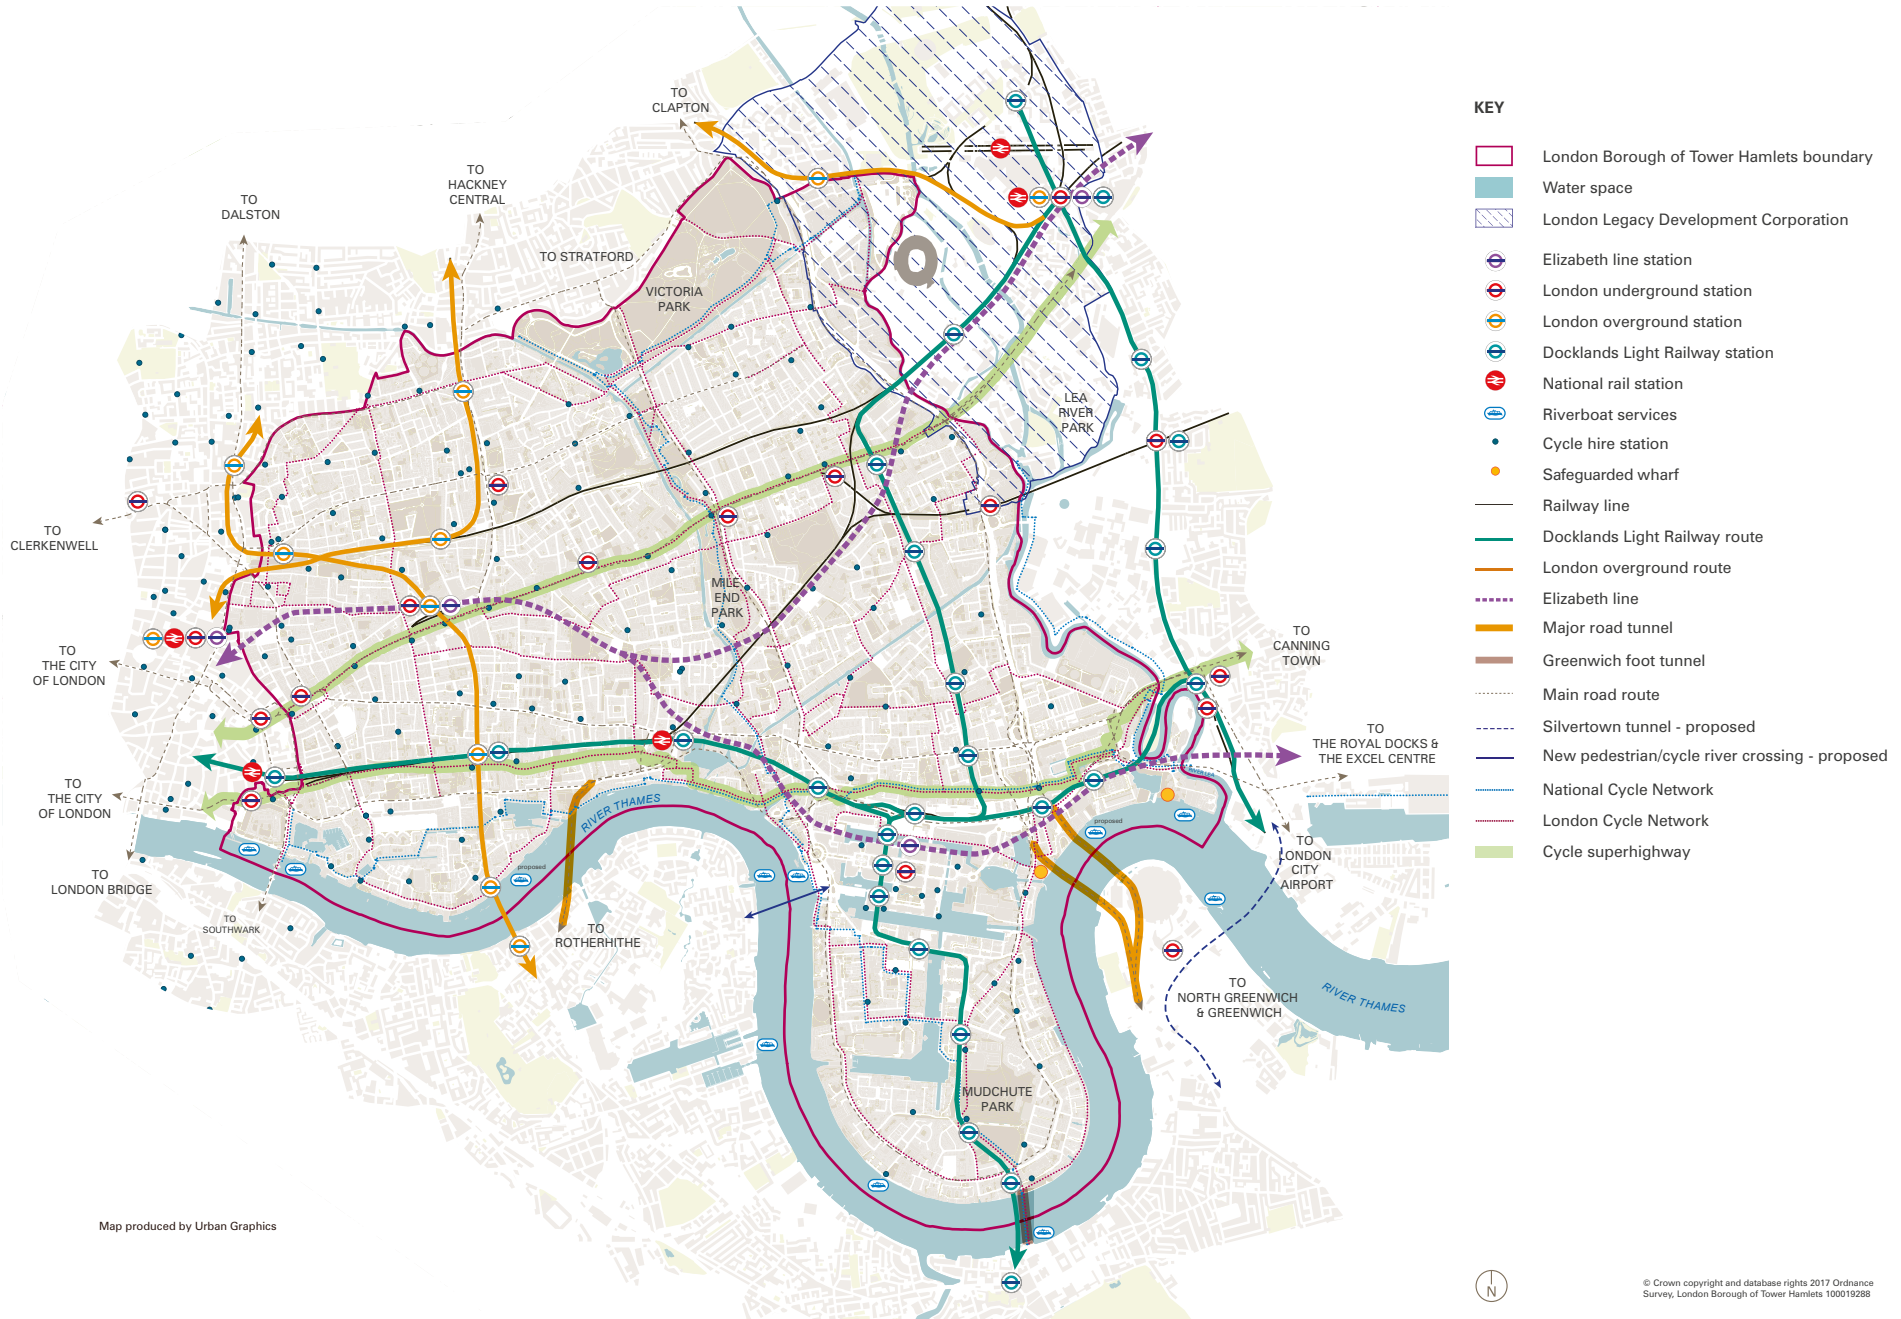 TO
CLAPTON
TO
HACKNEY
CENTRAL
TO
DALSTON
TO STRATFORD
VICTORIA
PARK
LEA
RIVER
PARK
TO
CLERKENWELL
MILE
END
PARK
TO
THE CITY
OF LONDON
TO
CANNING
TOWN
TO
THE ROYAL DOCKS &
THE EXCEL CENTRE
TO
THE CITY
OF LONDON
RIVER THAMES
proposed
proposed
TO
LONDON
CITY
AIRPORT
TO
LONDON BRIDGE
TO
SOUTHWARK
TO
ROTHERHITHE
TO
NORTH GREENWICH
& GREENWICH
RIVER THAMES
MUDCHUTE
PARK
Map produced by Urban Graphics
KEY
London Borough of Tower Hamlets boundary
Water space
London Legacy Development Corporation
Elizabeth line station
London underground station
London overground station
Docklands Light Railway station
National rail station
Riverboat services
Cycle hire station
Safeguarded wharf
Railway line
Docklands Light Railway route
London overground route
Elizabeth line
Major road tunnel
Greenwich foot tunnel
Main road route
Silvertown tunnel - proposed
New pedestrian/cycle river crossing - proposed
National Cycle Network
London Cycle Network
Cycle superhighway
N
© Crown copyright and database rights 2017 Ordnance
Survey, London Borough of Tower Hamlets 100019288